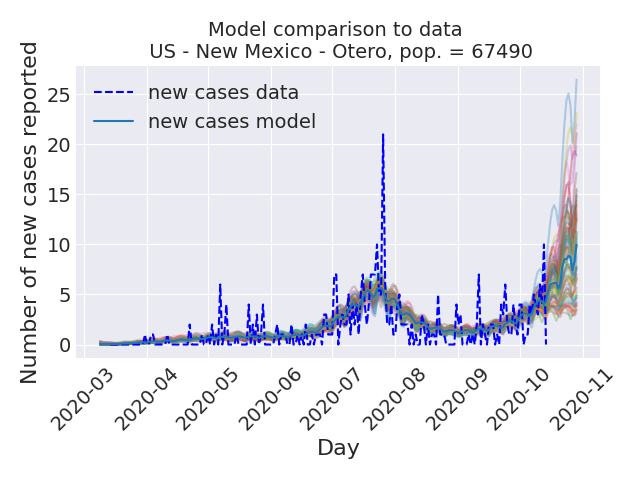 Model comparison to data
US - New Mexico - Otero, pop. = 67490
new cases data
new cases model
Number of new cases reported
25
20
15
10
5
0
2020-03
2020-04
2020-05
2020-06
2020-07
2020-08
2020-09
2020-10
2020-11
Day